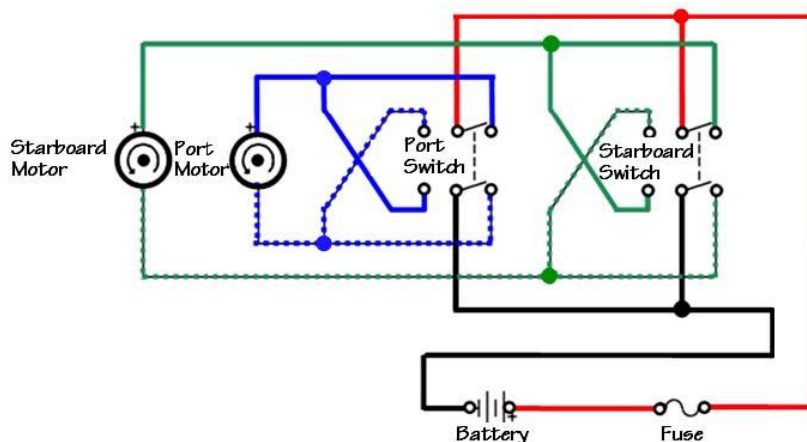 +
+
Starboard
Motor
Port
Motor
Port
Switch
Starboard
Switch
+
Battery
Fuse